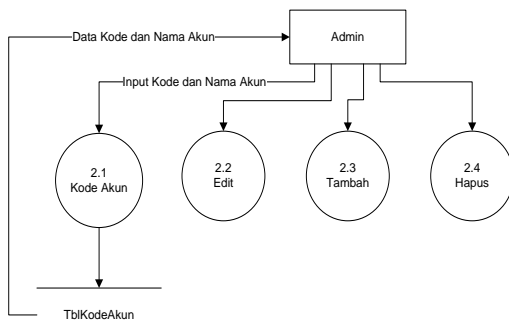 Data Kode dan Nama Akun
Admin
Input Kode dan Nama Akun
2.1
Kode Akun
2.2
Edit
2.3
Tambah
2.4
Hapus
TblKodeAkun